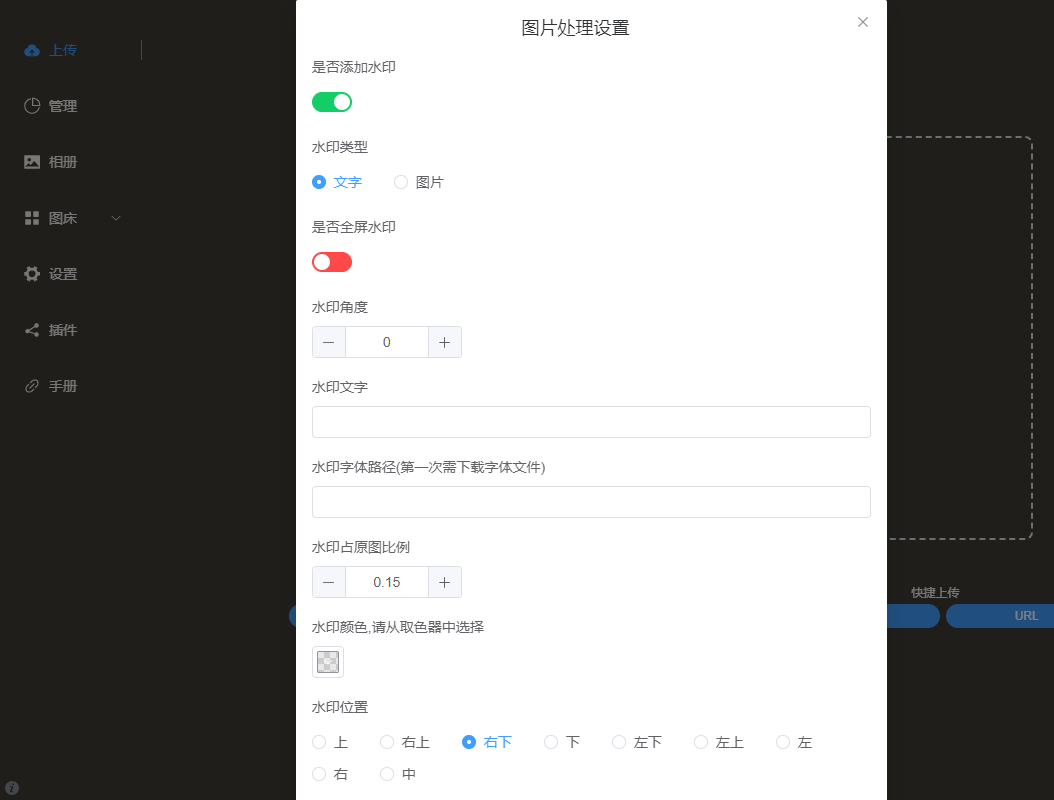 上传
管理
相册
图床
设置
插件
手册
图片处理设置
是否添加水印
水印类型
文字 图片
是否全屏水印
水印角度
0
水印文字
水印字体路径(第一次需下载字体文件)
水印占原图比例
0.15
水印颜色,请从取色器中选择
水印位置
上 右上 右下 下 左下 左上 左
右 中
快捷上传
URL